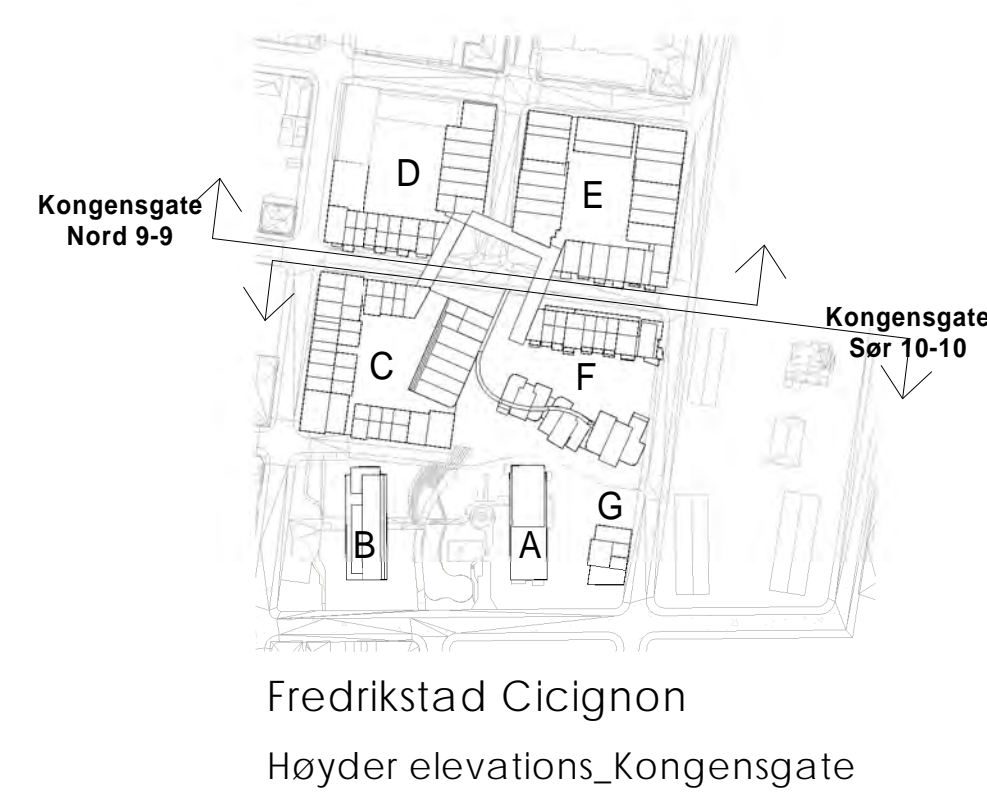 D
E
Kongensgate
Nord 9-9
Kongensgate
Sør 10-10
C
F
G
B
A
Fredrikstad Cicignon
Høyder elevations_Kongensgate